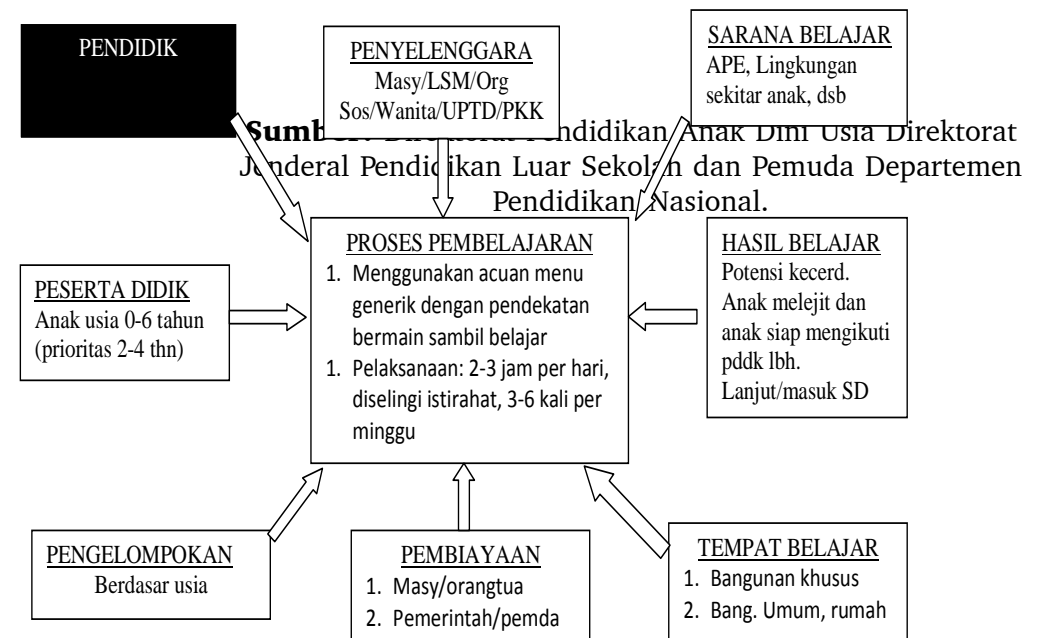 PENDIDIK
PENYELENGGARA
Masy/LSM/Org
Sos/Wanita/UPTD/PKK
SARANA BELAJAR
APE, Lingkungan
sekitar anak, dsb
Sumber: Direktorat Pendidikan Anak Dini Usia Direktorat
Jenderal Pendidikan Luar Sekolah dan Pemuda Departemen
Pendidikan Nasional.
PESERTA DIDIK
Anak usia 0-6 tahun
(prioritas 2-4 thn)
PROSES PEMBELAJARAN
1. Menggunakan acuan menu
generik dengan pendekatan
bermain sambil belajar
1. Pelaksanaan: 2-3 jam per hari,
diselingi istirahat, 3-6 kali per
minggu
HASIL BELAJAR
Potensi kecerd.
Anak melejit dan
anak siap mengikuti
pddk lbh.
Lanjut/masuk SD
PENGELOMPOKAN
Berdasar usia
PEMBIAYAAN
1. Masy/orangtua
2. Pemerintah/pemda
TEMPAT BELAJAR
1. Bangunan khusus
2. Bang. Umum, rumah